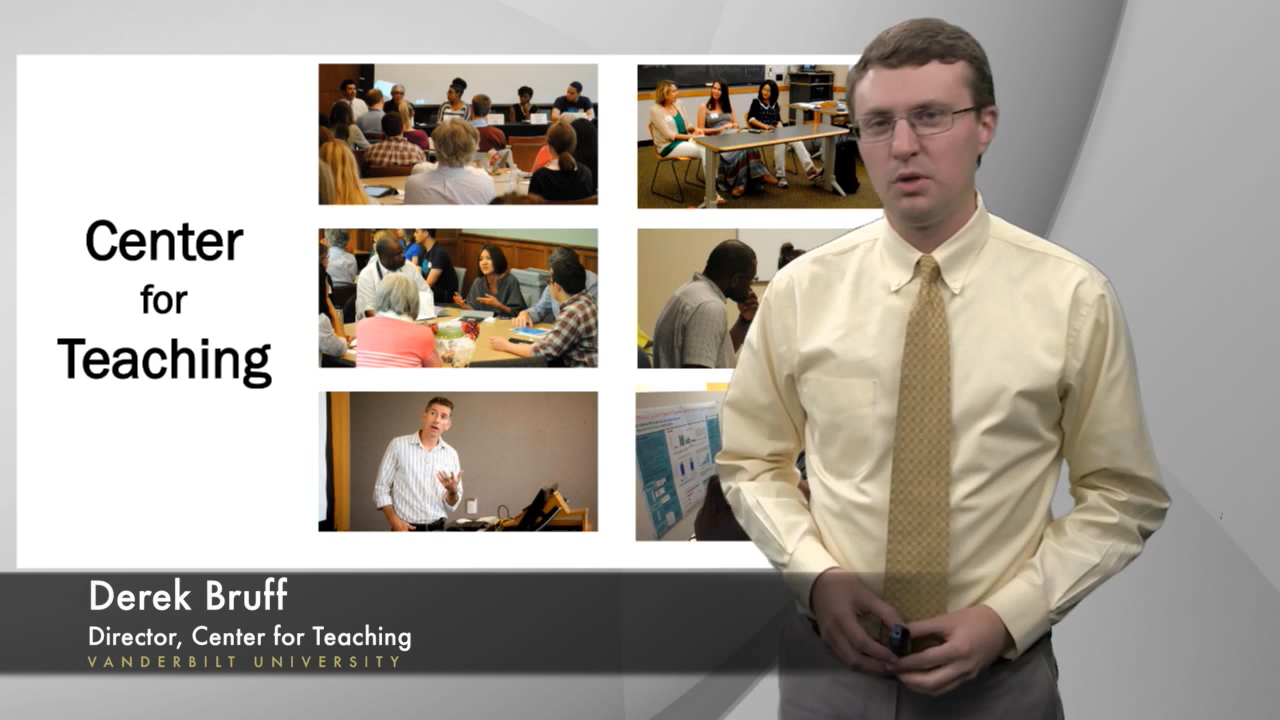 Center
for
Teaching
Derek Bruff
Director, Center for Teaching
VANDERBILT UNIVERSITY